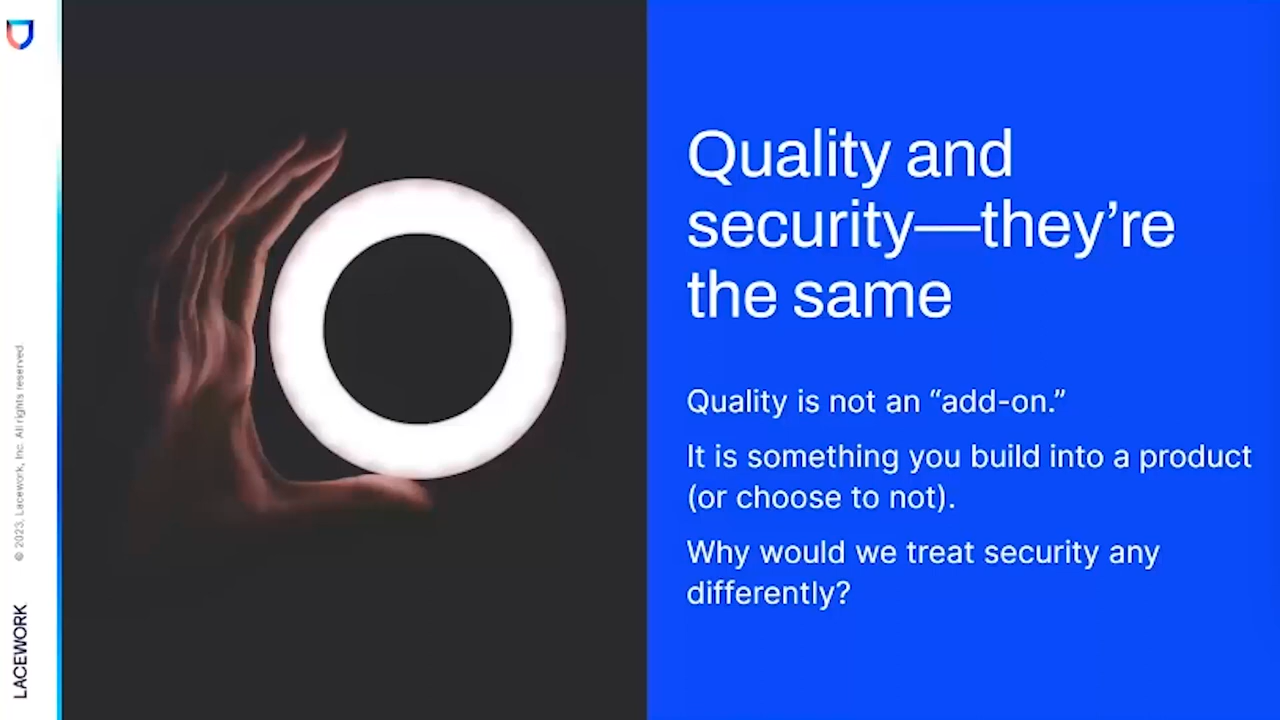 Quality and
security—they’re
the same
Quality is not an “add-on.”
It is something you build into a product
(or choose to not).
Why would we treat security any
differently?
© 2023, Lacework, Inc. All rights reserved
LACEWORK